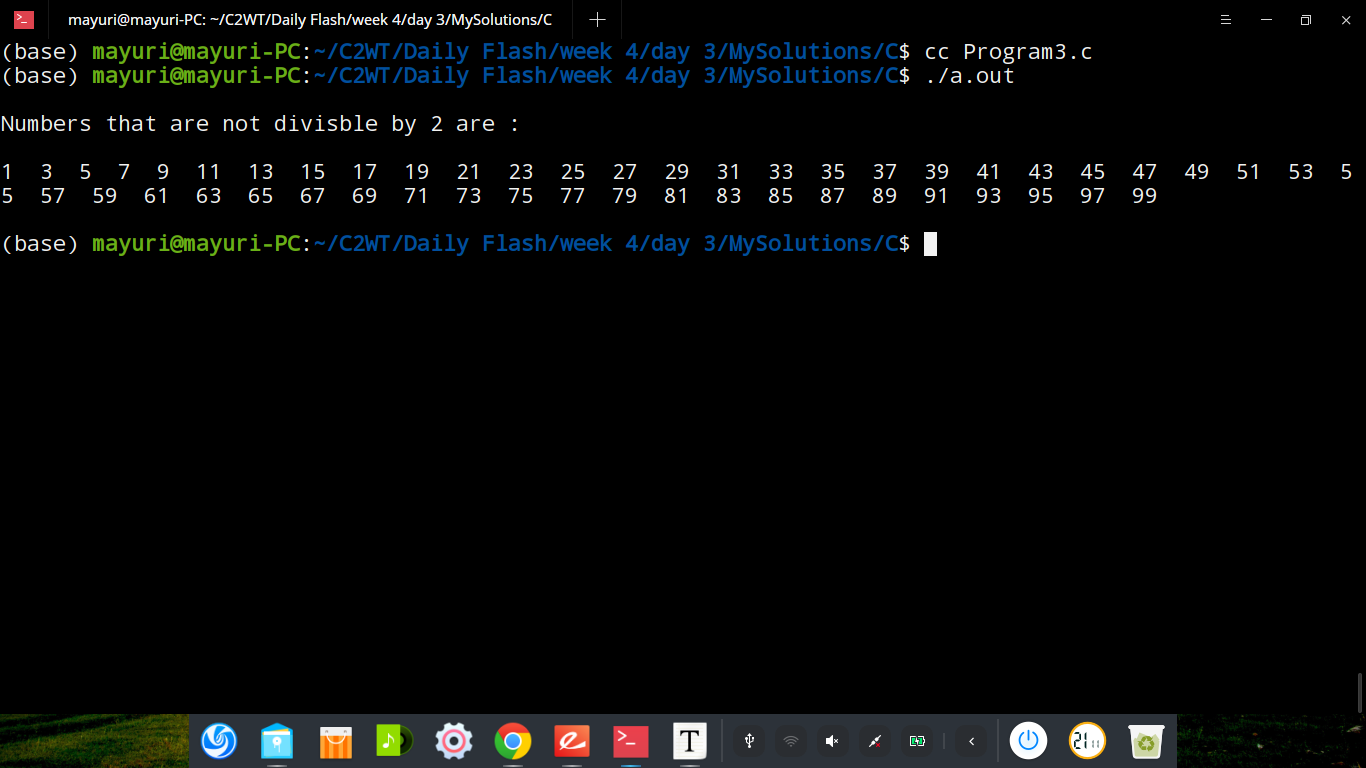 mayuri@mayuri-PC: ~/C2WT/Daily Flash/week 4/day 3/MySolutions/C
(base) mayuri@mayuri-PC:~/C2WT/Daily Flash/week 4/day 3/MySolutions/C$ cc Program3.c
(base) mayuri@mayuri-PC:~/C2WT/Daily Flash/week 4/day 3/MySolutions/C$ ./a.out
Numbers that are not divisble by 2 are :
1 3 5 7 9 11 13 15 17 19 21 23 25 27 29 31 33 35 37 39 41 43 45 47 49 51 53 5
5 57 59 61 63 65 67 69 71 73 75 77 79 81 83 85 87 89 91 93 95 97 99
(base) mayuri@mayuri-PC:~/C2WT/Daily Flash/week 4/day 3/MySolutions/C$
T
21 11